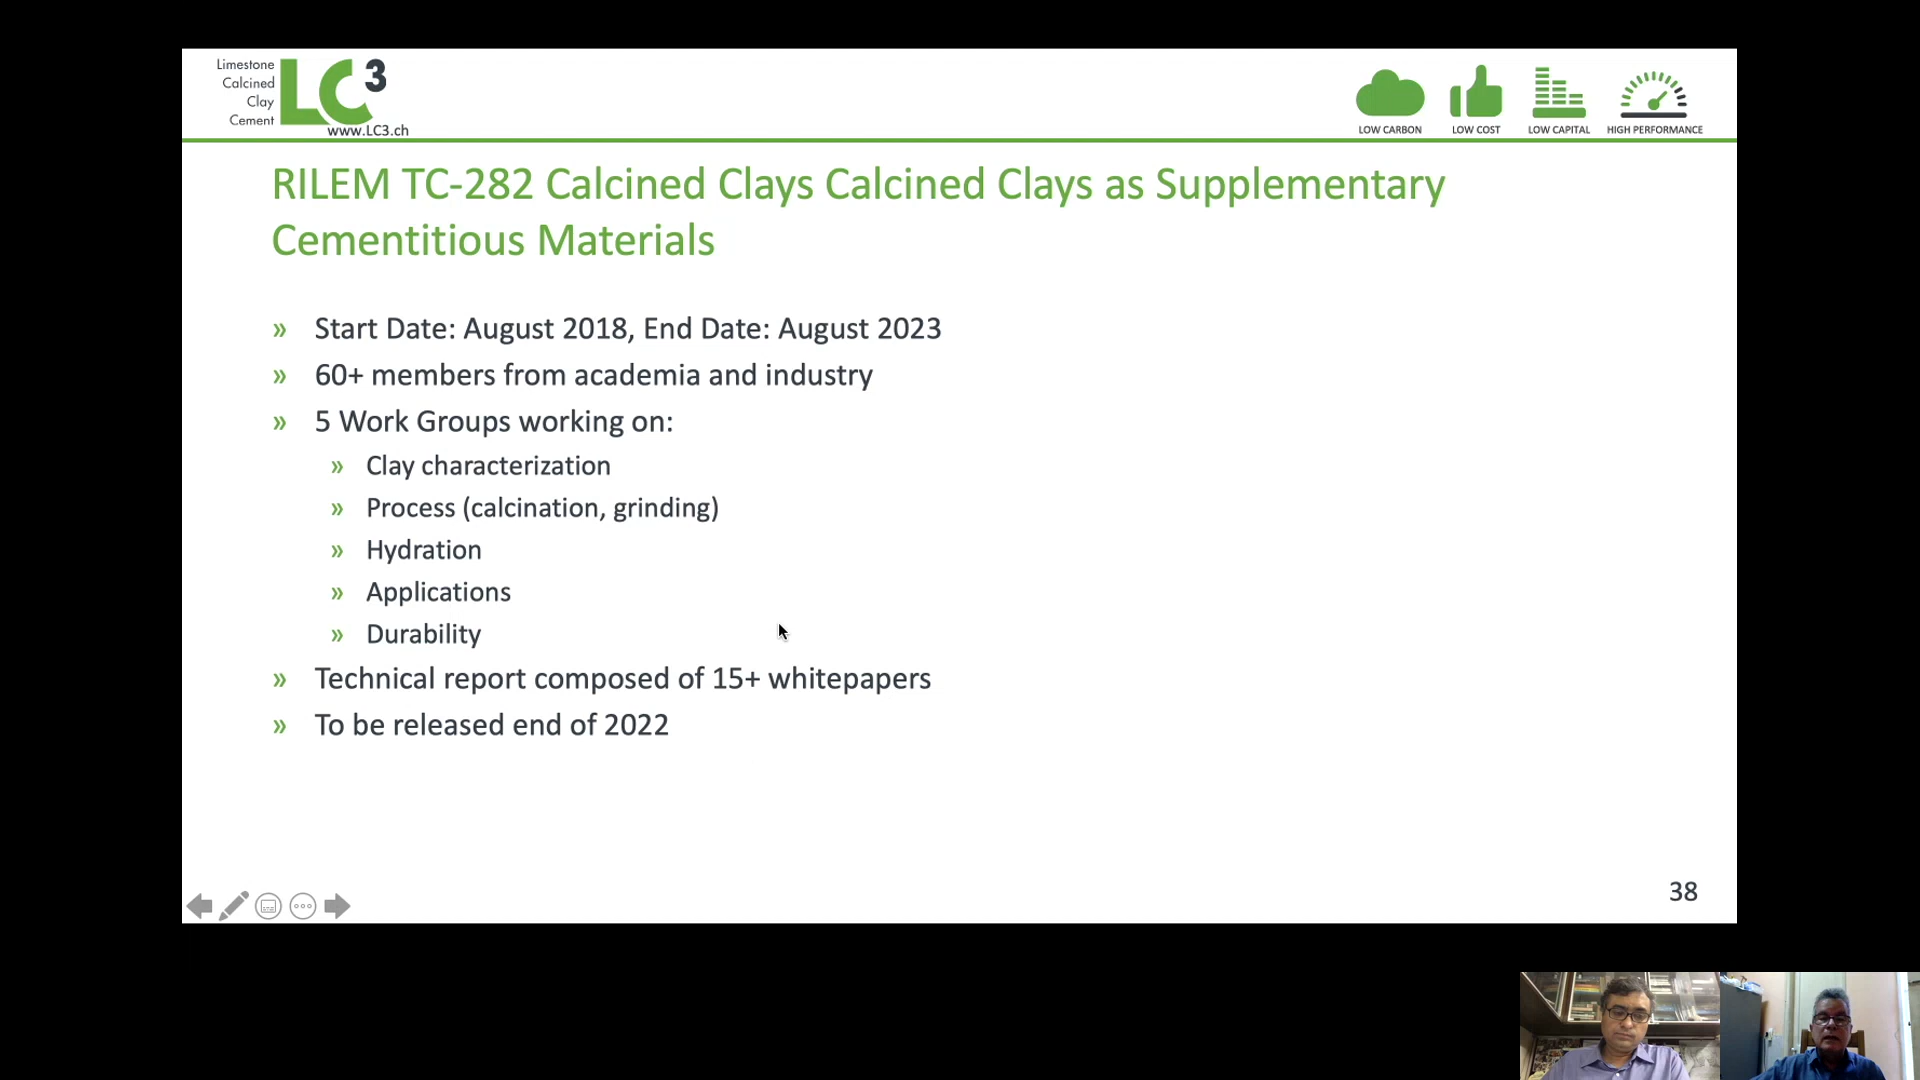 Limestone
Calcined
Clay
Cement
LC3
www.LC3.ch
LOW CARBON
LOW COST
LOW CAPITAL
HIGH PERFORMANCE
RILEM TC-282 Calcined Clays Calcined Clays as Supplementary
Cementitious Materials
» Start Date: August 2018, End Date: August 2023
» 60+ members from academia and industry
» 5 Work Groups working on:
» Clay characterization
» Process (calcination, grinding)
» Hydration
» Applications
» Durability
» Technical report composed of 15+ whitepapers
» To be released end of 2022
38